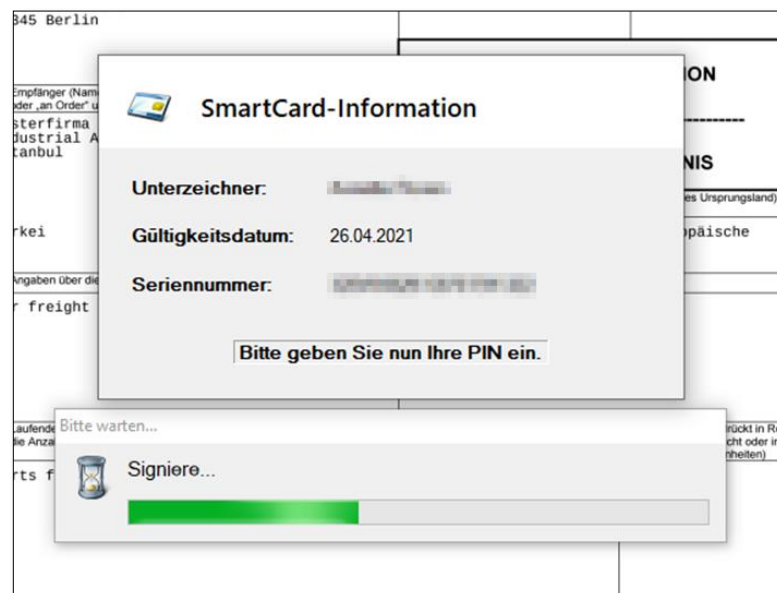 345 Berlin
ION
Empfänger (Nam
oder „an Order" u
sterfirma
dustrial A
tanbul
NIS
es Ursprungsland)
rkei
opäische
Angaben über die
r freight
SmartCard-Information
Unterzeichner:
Gültigkeitsdatum: 26.04.2021
Seriennummer:
Bitte geben Sie nun Ihre PIN ein.
Laufende
die Anza
rts f
Bitte warten...
Signiere...
rückt in R
cht oder i
nheiten)